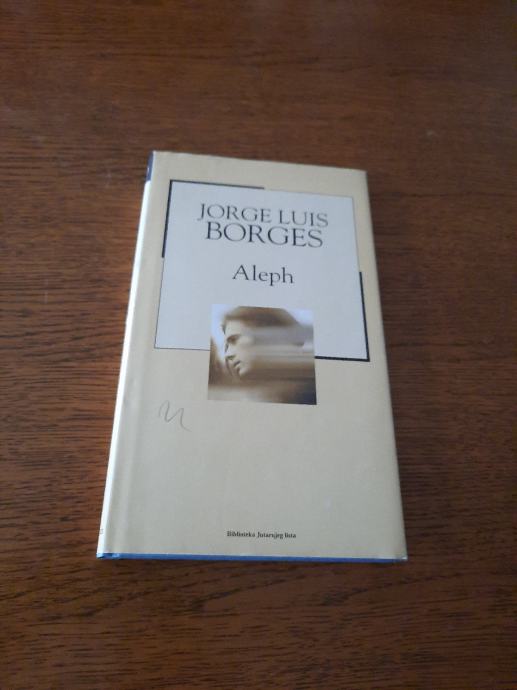 JORGE LUIS
BORGES
Aleph
Biblioteka Jutarnjeg lista